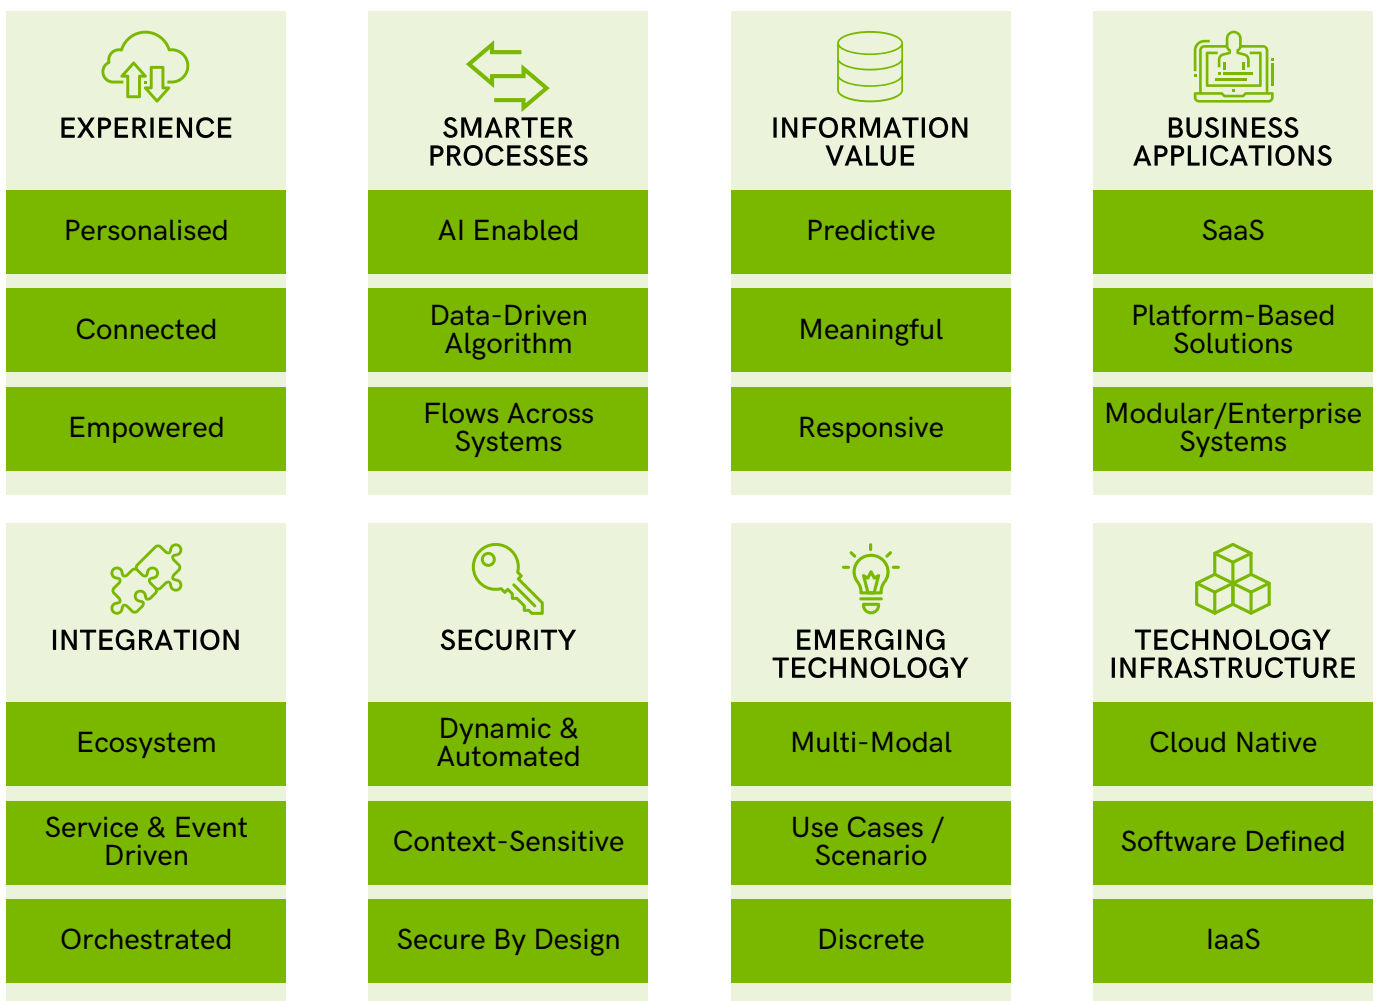 EXPERIENCE
Personalised
Connected
Empowered
SMARTER
PROCESSES
AI Enabled
Data-Driven
Algorithm
Flows Across
Systems
INFORMATION
VALUE
Predictive
Meaningful
Responsive
BUSINESS
APPLICATIONS
SaaS
Platform-Based
Solutions
Modular/Enterprise
Systems
INTEGRATION
Ecosystem
Service & Event
Driven
Orchestrated
SECURITY
Dynamic &
Automated
Context-Sensitive
Secure By Design
EMERGING
TECHNOLOGY
Multi-Modal
Use Cases /
Scenario
Discrete
TECHNOLOGY
INFRASTRUCTURE
Cloud Native
Software Defined
IaaS